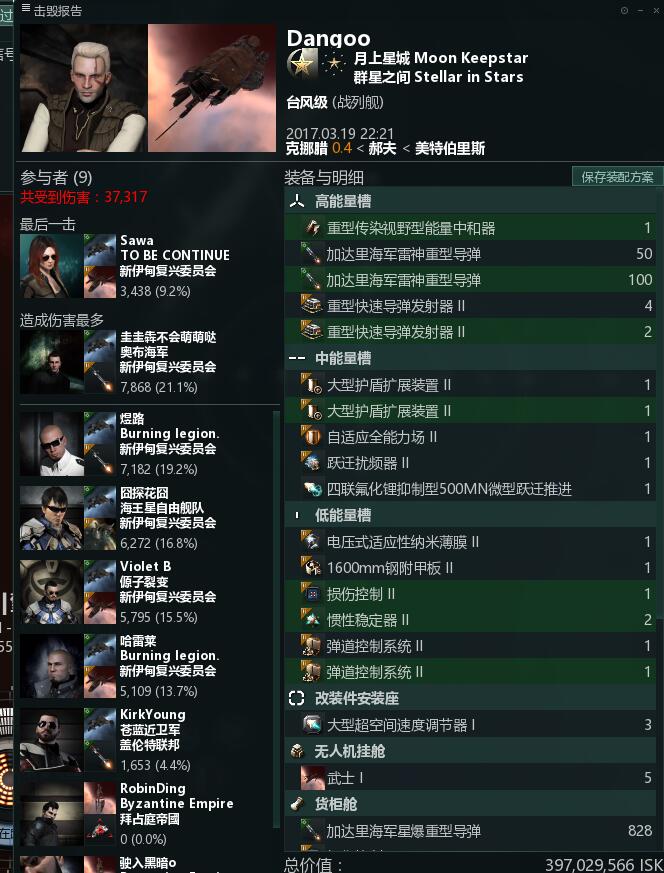 击毁报告
Danqoo
月上星城 Moon Keepstar
群星之间 Stellar in Stars
台风级 (战列舰)
2017.03.19 22:21
克挪腊 0.4 < 郝夫 < 美特伯里斯
参与者 (9)
共受到伤害：37,317
最后一击
Sawa
TO BE CONTINUE
新伊甸复兴委员会
3,438 (9.2%)
造成伤害最多
圭圭犇不会萌萌哒
奥布海军
新伊甸复兴委员会
7,868 (21.1%)
煜路
Burning legion.
新伊甸复兴委员会
7,182 (19.2%)
囧探花囧
海王星自由舰队
新伊甸复兴委员会
6,272 (16.8%)
Violet B
傆子裂变
新伊甸复兴委员会
5,795 (15.5%)
哈雷莱
Burning legion.
新伊甸复兴委员会
5,109 (13.7%)
KirkYoung
苍蓝近卫军
盖伦特联邦
1,653 (4.4%)
RobinDing
Byzantine Empire
拜占庭帝國
0 (0.0%)
驶入黑暗o
装备与明细
保存装配方案
高能量槽
重型传染视野型能量中和器 1
加达里海军雷神重型导弹 50
加达里海军雷神重型导弹 100
重型快速导弹发射器 II 4
重型快速导弹发射器 II 2
中能量槽
大型护盾扩展装置 II 1
大型护盾扩展装置 II 1
自适应全能力场 II 1
跃迁扰频器 II 1
四联氟化锂抑制型500MN微型跃迁推进 1
低能量槽
电压式适应性纳米薄膜 II 1
1600mm钢附甲板 II 1
损伤控制 II 1
惯性稳定器 II 2
弹道控制系统 II 1
弹道控制系统 II 1
改装件安装座
大型超空间速度调节器 I 3
无人机挂舱
武士 I 5
货柜舱
加达里海军星爆重型导弹 828
总价值： 397,029,566 ISK